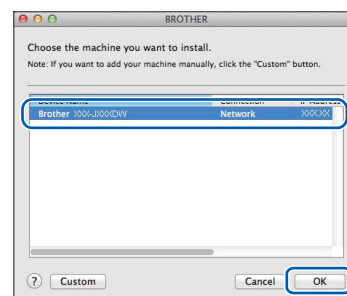 BROTHER
Choose the machine you want to install.
Note: If you want to add your machine manually, click the "Custom" button.
Device Name Connection IP Address
Brother XXX-JXXXDW Network XXX.XX
? Custom Cancel OK